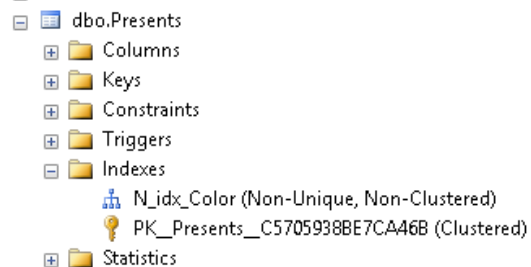 dbo.Presents
Columns
Keys
Constraints
Triggers
Indexes
N_idx_Color (Non-Unique, Non-Clustered)
PK__Presents__C5705938BE7CA46B (Clustered)
Statistics